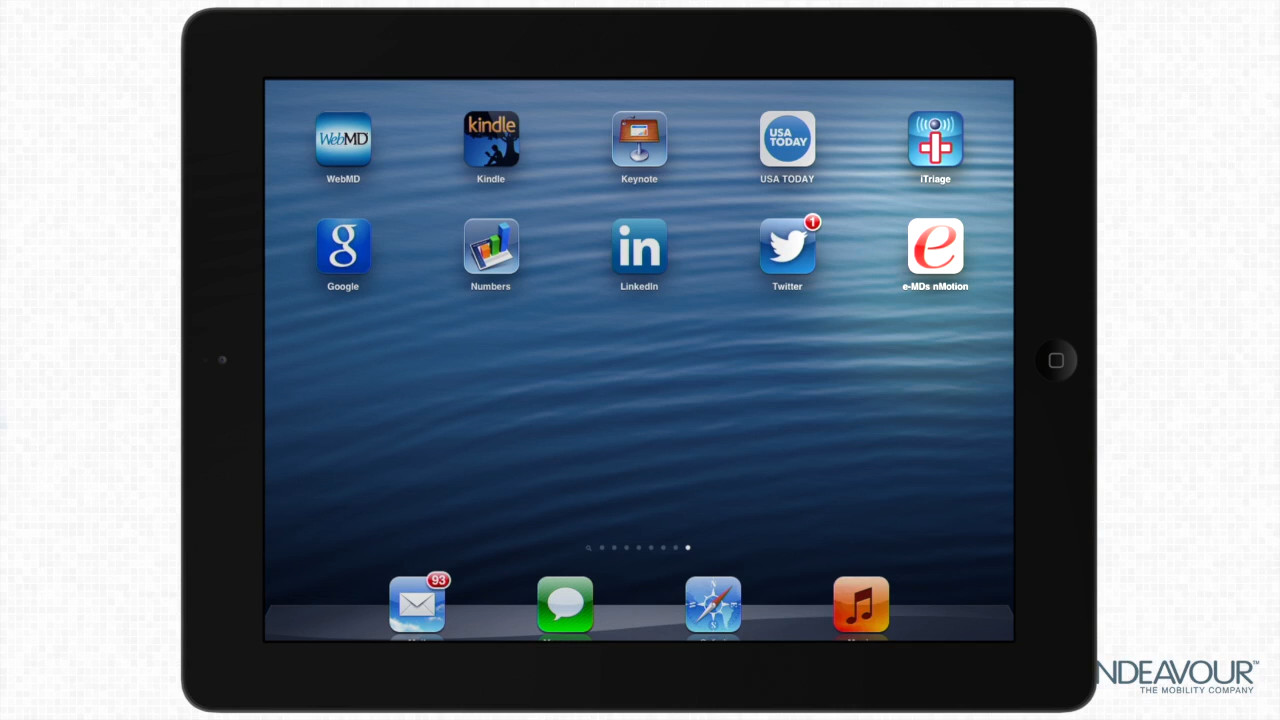 WebMD
kindle
USA TODAY
WebMD
Kindle
Keynote
USA TODAY
iTriage
g
in
1
e
Google
Numbers
LinkedIn
Twitter
e-MDs nMotion
93
N
S
NDEAVOUR™
THE MOBILITY COMPANY